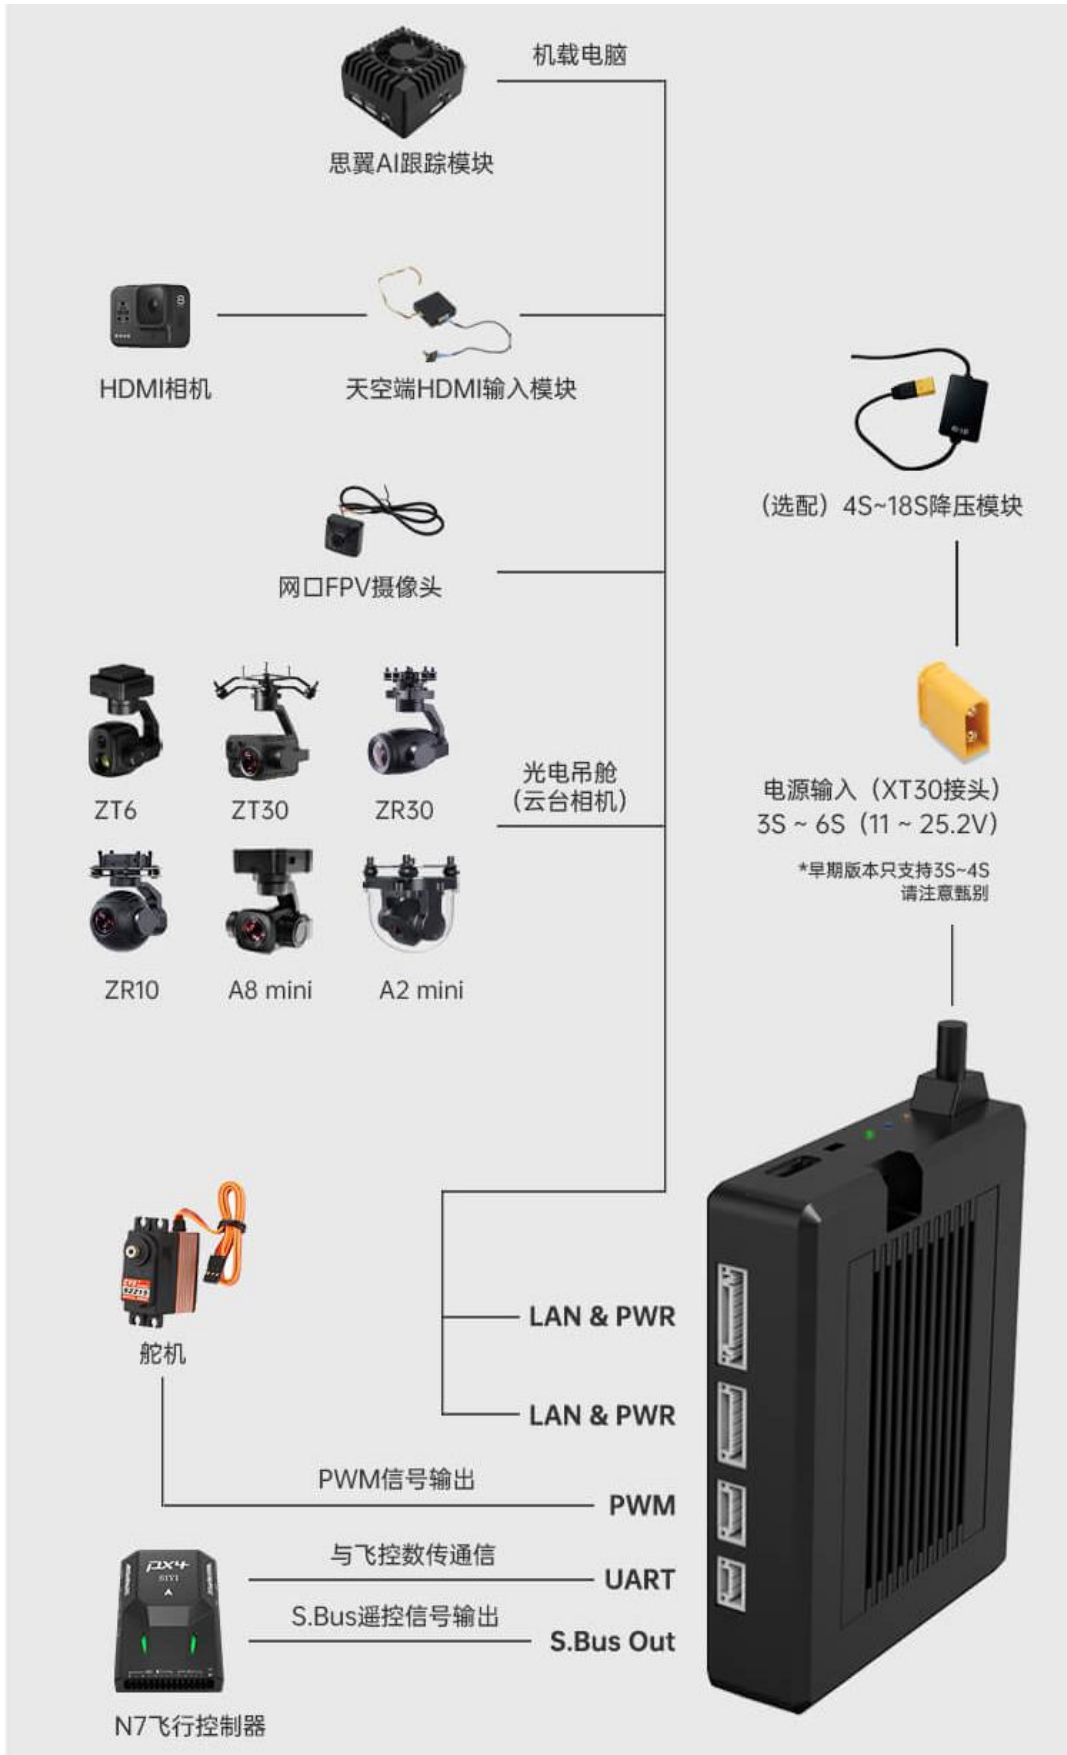 机载电脑
思翼AI跟踪模块
8
HDMI相机
天空端HDMI输入模块
（选配）4S~18S降压模块
网口FPV摄像头
ZT6
ZT30
ZR30
光电吊舱
（云台相机）
电源输入（XT30接头）
3S ~ 6S（11 ~ 25.2V）
*早期版本只支持3S~4S
请注意甄别
ZR10
A8 mini
A2 mini
舵机
LAN & PWR
LAN & PWR
PWM信号输出
PWM
与飞控数传通信
UART
S.Bus遥控信号输出
S.Bus Out
px4
SIYI
N7飞行控制器